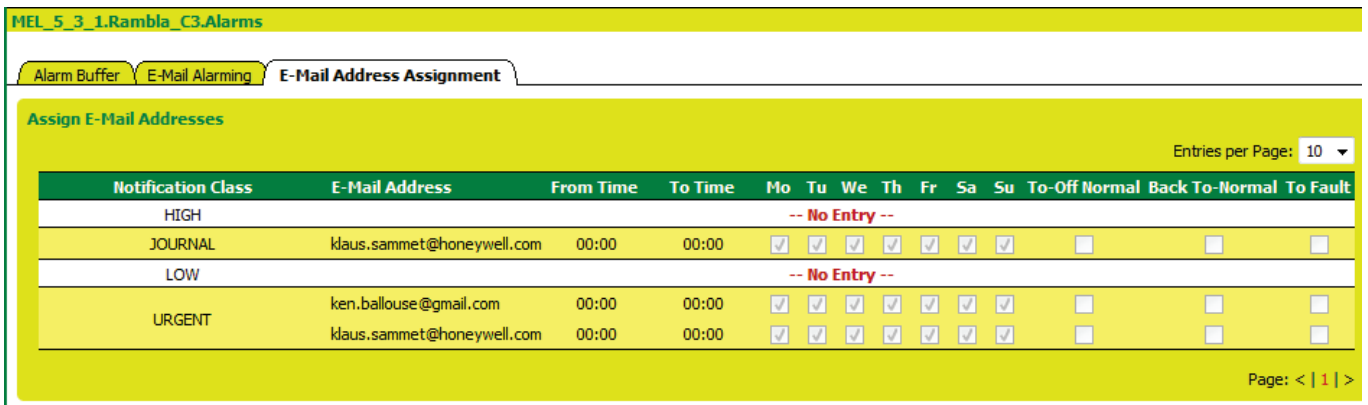 MEL_5_3_1.Rambla_C3.Alarms
Alarm Buffer E-Mail Alarming E-Mail Address Assignment
Assign E-Mail Addresses
Entries per Page: 10
Notification Class E-Mail Address From Time To Time Mo Tu We Th Fr Sa Su To-Off Normal Back To-Normal To Fault
HIGH -- No Entry --
JOURNAL klaus.sammet@honeywell.com 00:00 00:00
LOW -- No Entry --
URGENT ken.ballouse@gmail.com 00:00 00:00
klaus.sammet@honeywell.com 00:00 00:00
Page: < | 1 | >